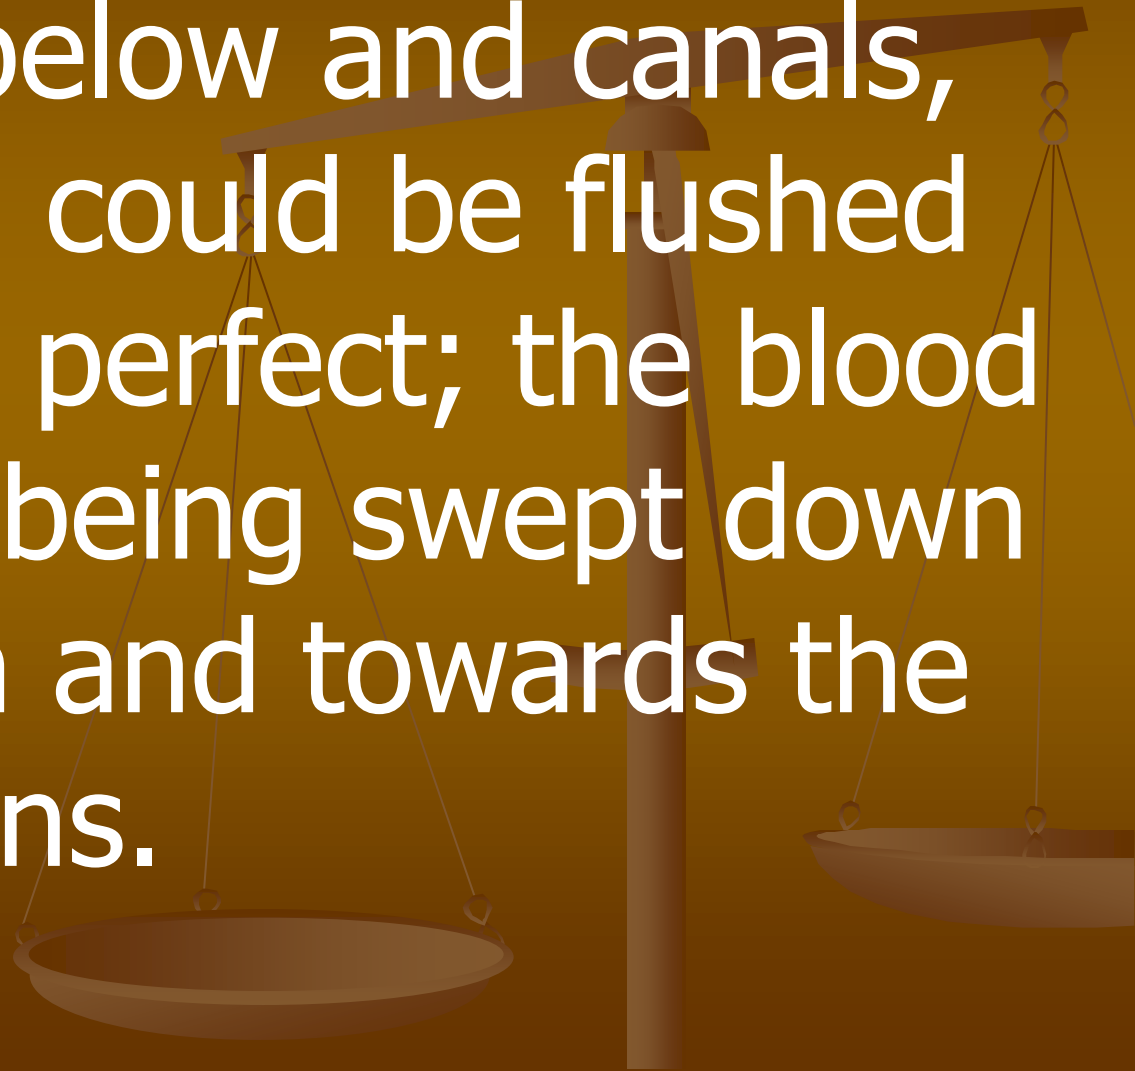 below and canals,
could be flushed
perfect; the blood
being swept down
and towards the
ns.